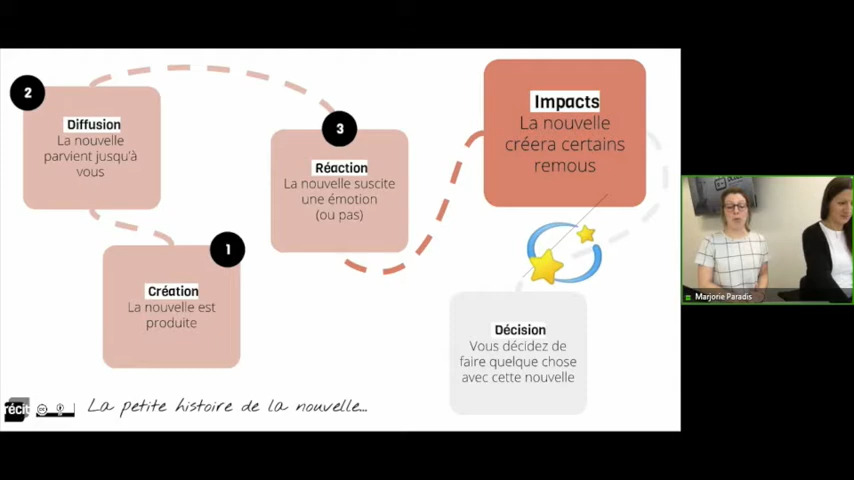 2
Diffusion
La nouvelle
parvient jusqu'à
vous
3
Réaction
La nouvelle suscite
une émotion
(ou pas)
Impacts
La nouvelle
créera certains
remous
1
Création
La nouvelle est
produite
Décision
Vous décidez de
faire quelque chose
avec cette nouvelle
récit
La petite histoire de la nouvelle...
Marjorie Paradis